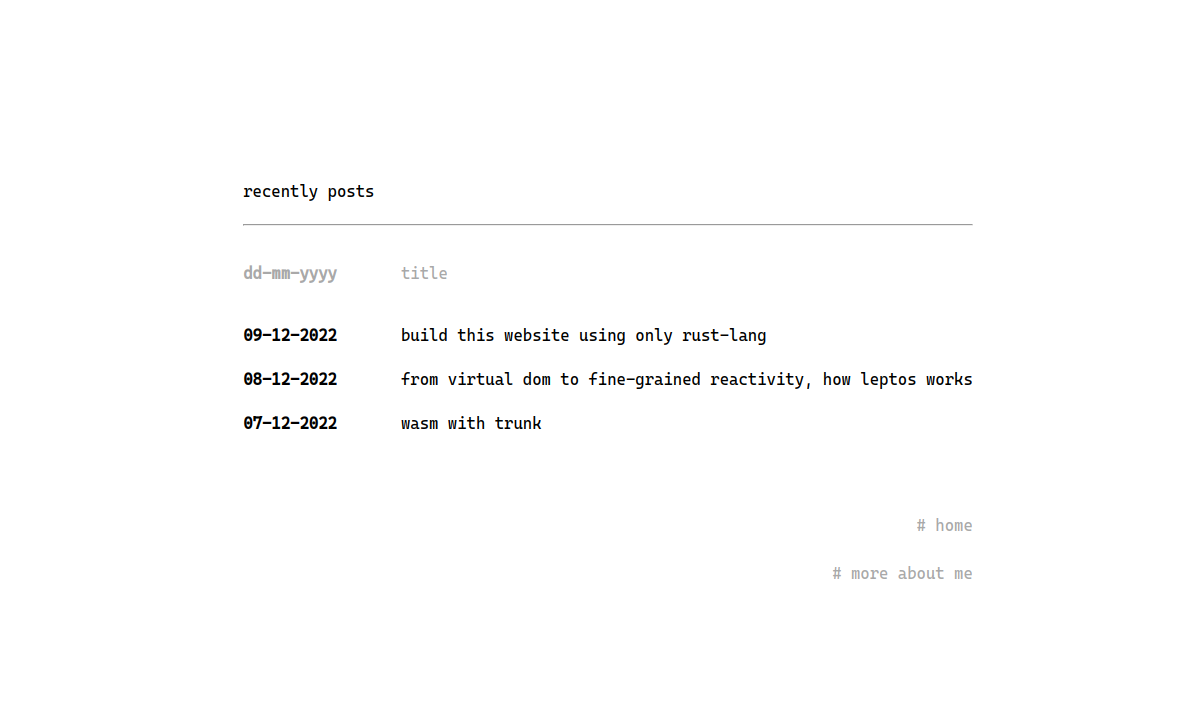 recently posts
dd-mm-yyyy title
09-12-2022 build this website using only rust-lang
08-12-2022 from virtual dom to fine-grained reactivity, how leptos works
07-12-2022 wasm with trunk
# home
# more about me